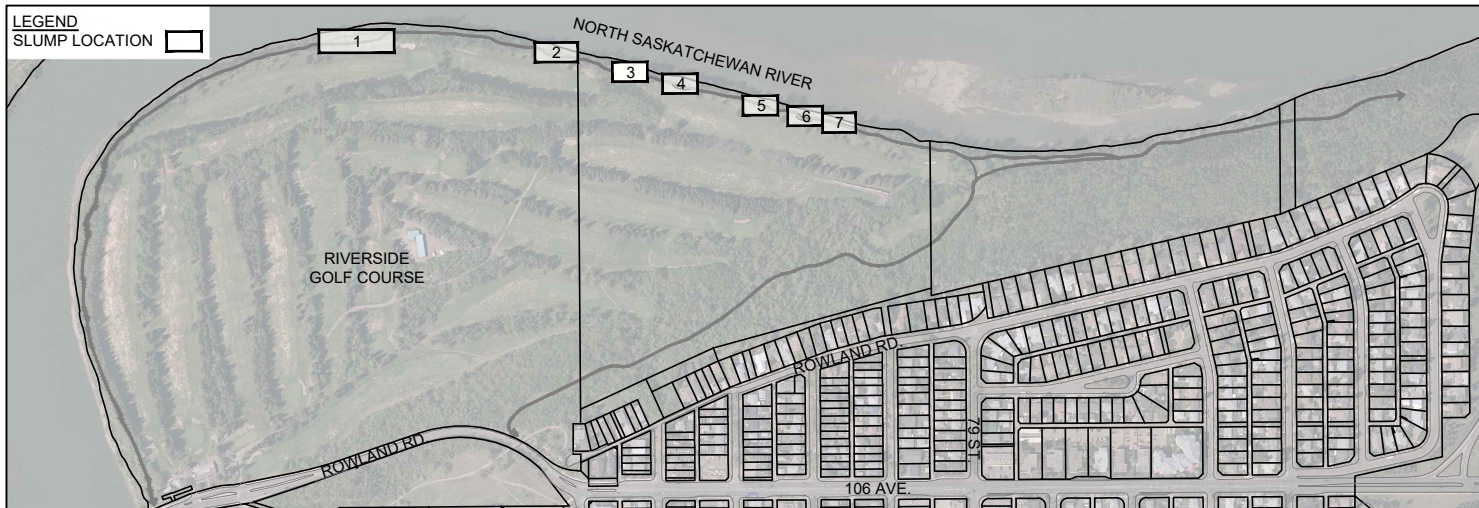 LEGEND
SLUMP LOCATION
NORTH SASKATCHEWAN RIVER
1
2
3
4
5
6
7
RIVERSIDE
GOLF COURSE
ROWLAND RD.
ROWLAND RD.
79 ST.
106 AVE.